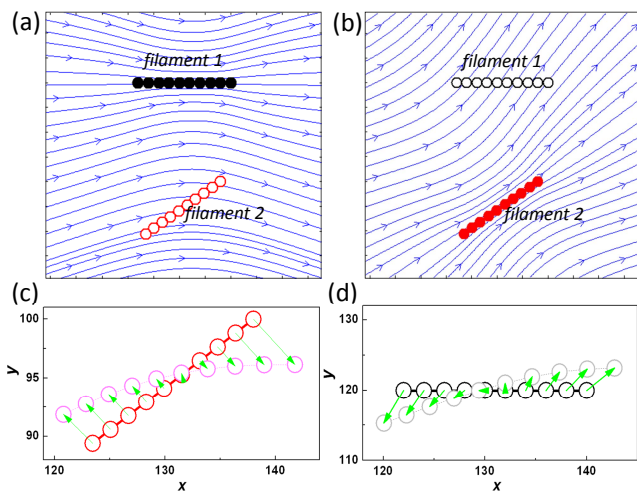 (a)
filament 1
filament 2
(b)
filament 1
filament 2
(c)
100
95
90
y
120
130
140
x
(d)
130
120
110
y
120
130
140
x